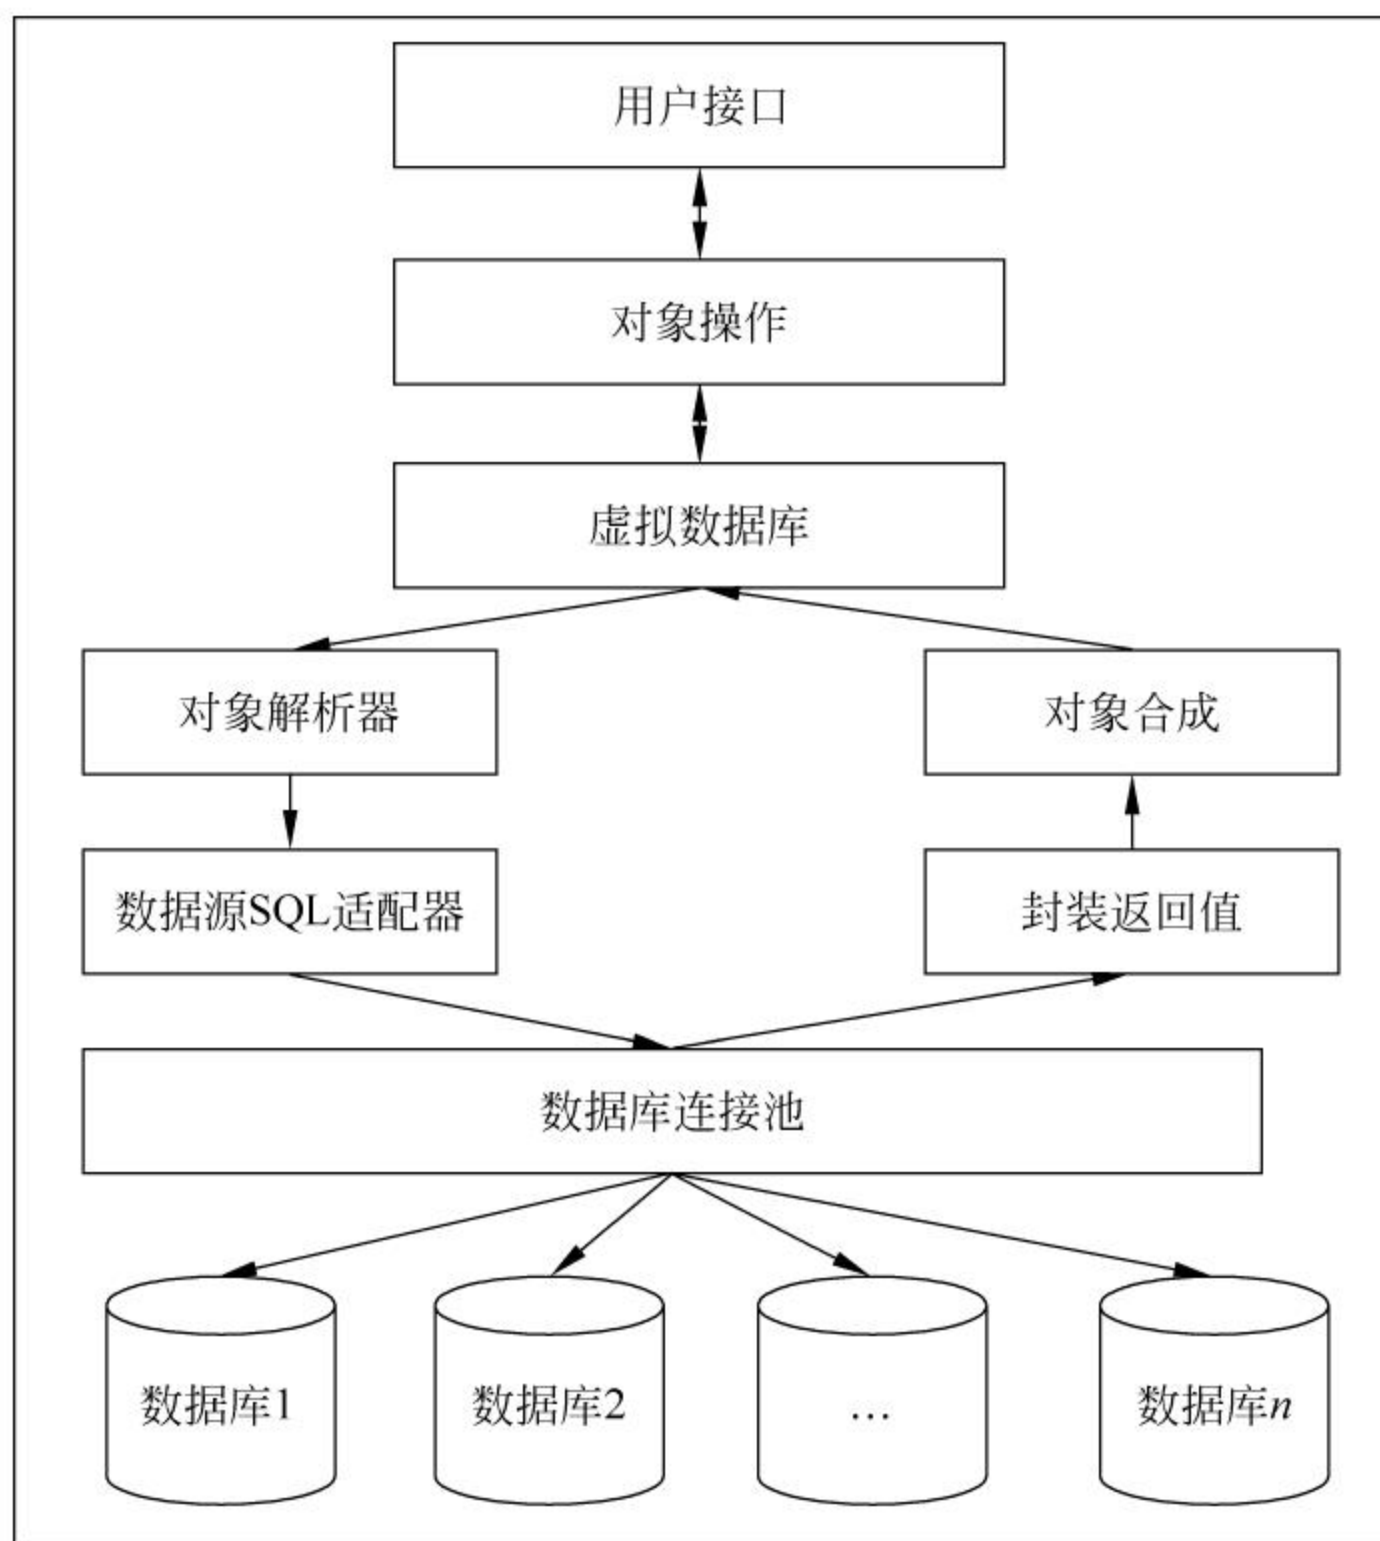 用户接口
对象操作
虚拟数据库
对象解析器
对象合成
数据源SQL适配器
封装返回值
数据库连接池
数据库1
数据库2
…
数据库n